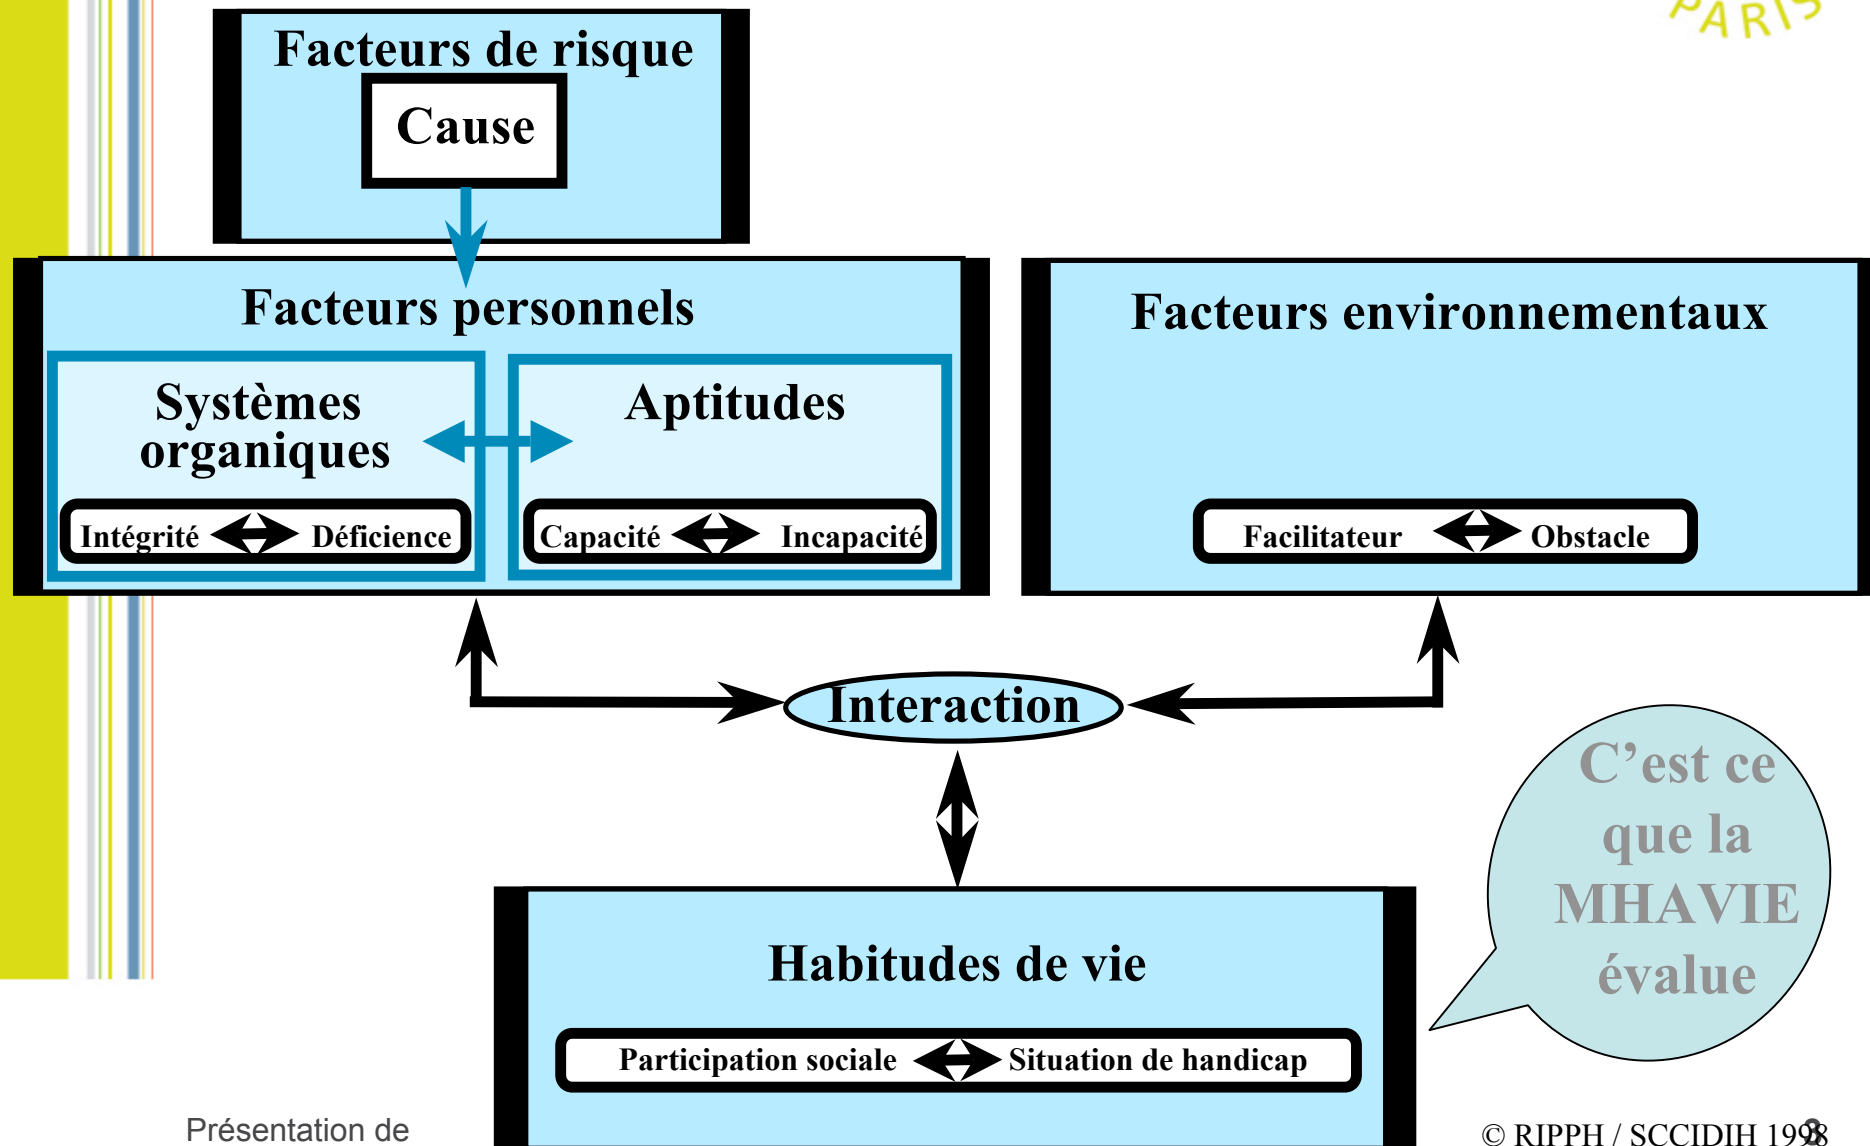 PARIS
Facteurs de risque
Cause
Facteurs personnels
Facteurs environnementaux
Systèmes
organiques
Aptitudes
Intégrité Déficience
Capacité Incapacité
Facilitateur Obstacle
Interaction
C’est ce
que la
MHAVIE
évalue
Habitudes de vie
Participation sociale Situation de handicap
Présentation de
© RIPPH / SCCIDIH 1998
3